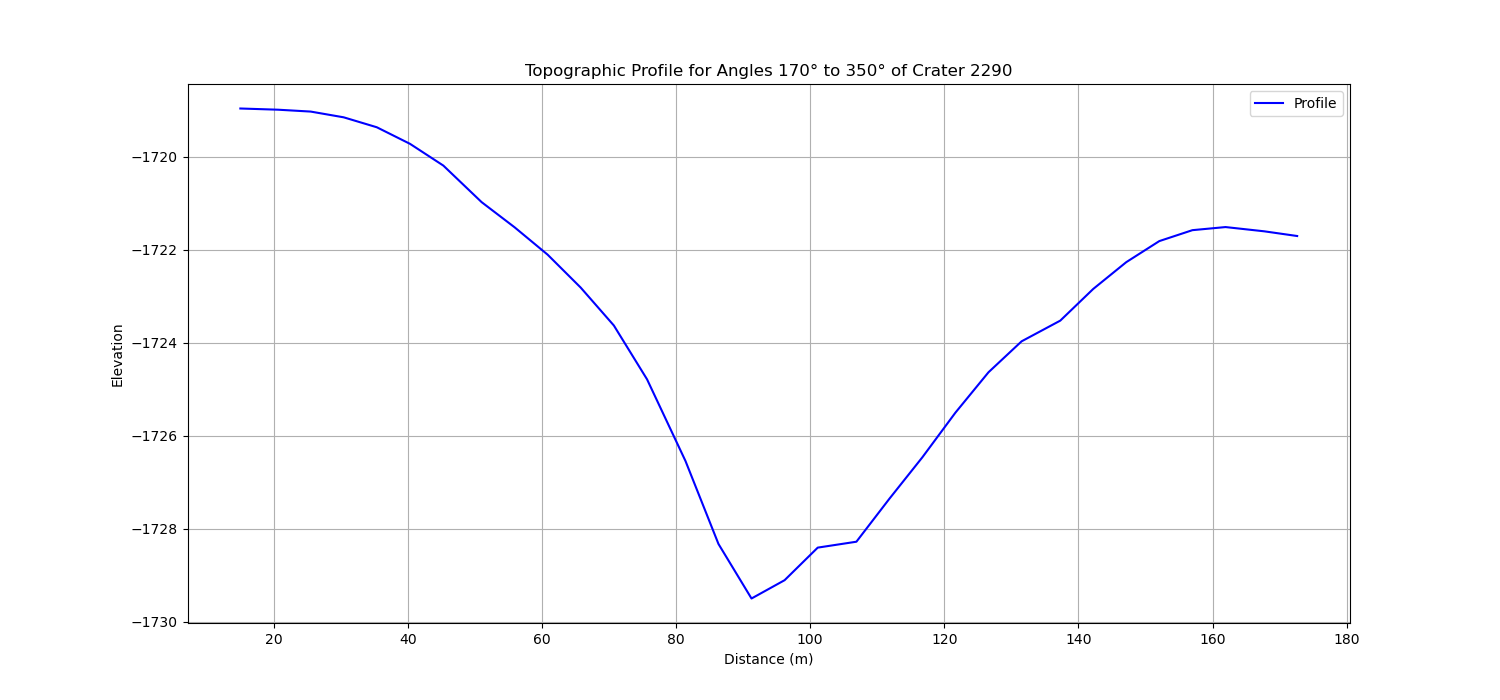 Topographic Profile for Angles 170° to 350° of Crater 2290
Profile
Elevation
−1720
−1722
−1724
−1726
−1728
−1730
20 40 60 80 100 120 140 160 180
Distance (m)